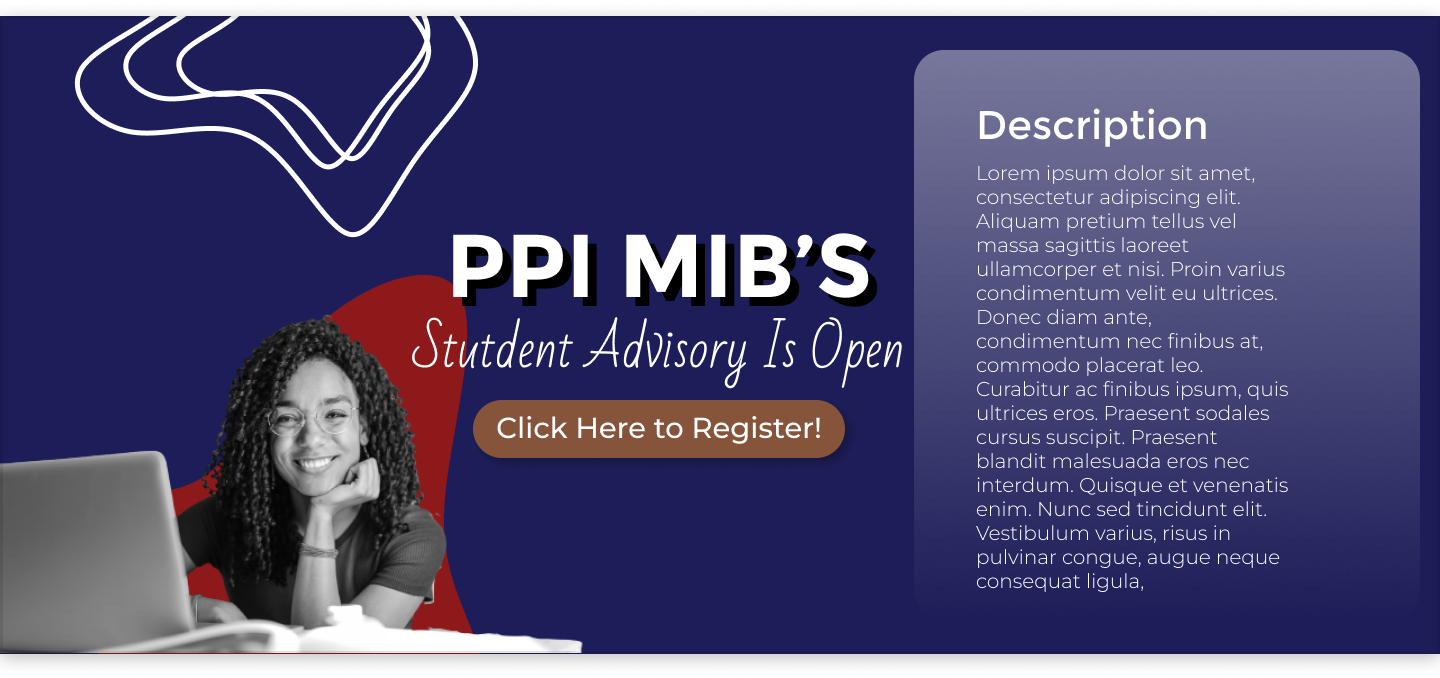 PPI MIB’S
Stutdent Advisory Is Open
Click Here to Register!
Description
Lorem ipsum dolor sit amet,
consectetur adipiscing elit.
Aliquam pretium tellus vel
massa sagittis laoreet
ullamcorper et nisi. Proin varius
condimentum velit eu ultrices.
Donec diam ante,
condimentum nec finibus at,
commodo placerat leo.
Curabitur ac finibus ipsum, quis
ultrices eros. Praesent sodales
cursus suscipit. Praesent
blandit malesuada eros nec
interdum. Quisque et venenatis
enim. Nunc sed tincidunt elit.
Vestibulum varius, risus in
pulvinar congue, augue neque
consequat ligula,